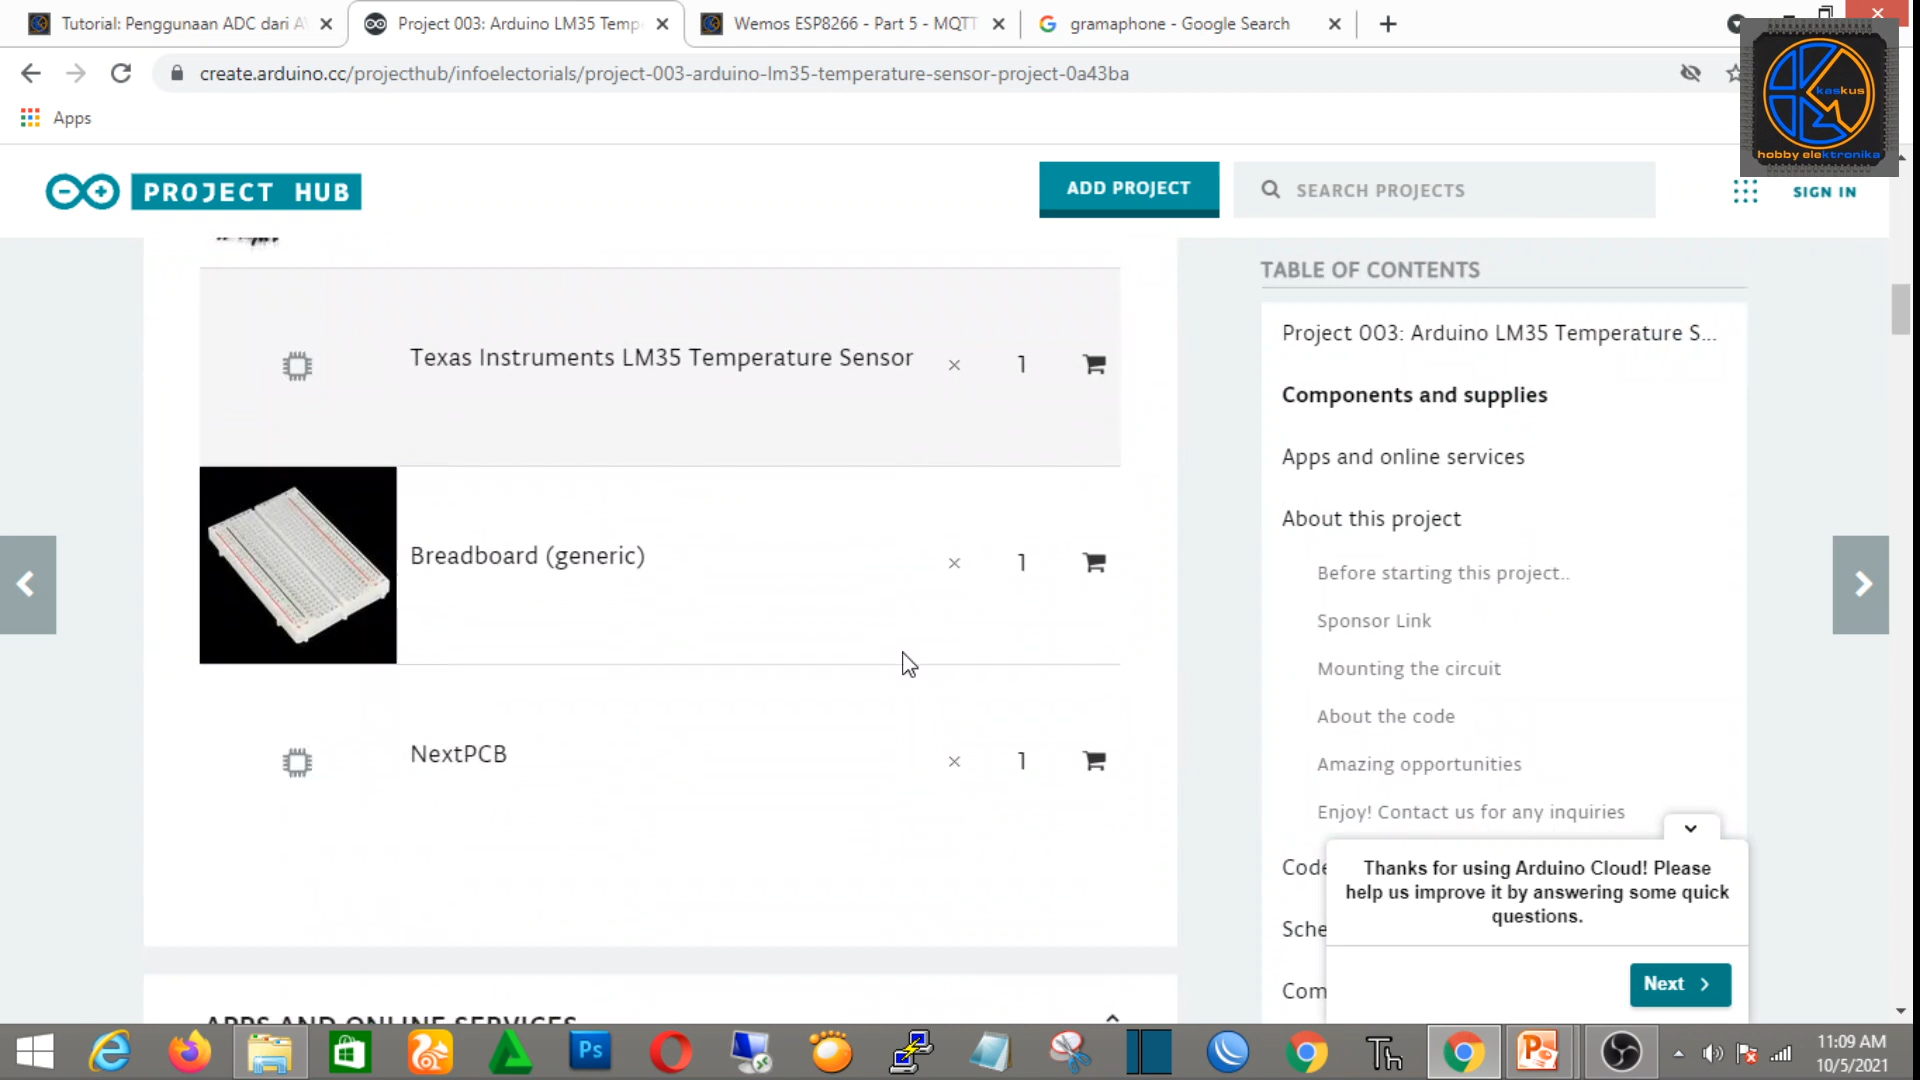 Tutorial: Penggunaan ADC dari A
Project 003: Arduino LM35 Temp
Wemos ESP8266 - Part 5 - MQTT
gramaphone - Google Search
create.arduino.cc/projecthub/infoelectorials/project-003-arduino-lm35-temperature-sensor-project-0a43ba
Apps
kaskus
hobby elektronika
PROJECT HUB
ADD PROJECT
SEARCH PROJECTS
SIGN IN
Texas Instruments LM35 Temperature Sensor × 1
Breadboard (generic) × 1
NextPCB × 1
APPS AND ONLINE SERVICES
TABLE OF CONTENTS
Project 003: Arduino LM35 Temperature S...
Components and supplies
Apps and online services
About this project
Before starting this project..
Sponsor Link
Mounting the circuit
About the code
Amazing opportunities
Enjoy! Contact us for any inquiries
Code
Sche
Com
Thanks for using Arduino Cloud! Please
help us improve it by answering some quick
questions.
Next
Ps
Th
11:09 AM
10/5/2021